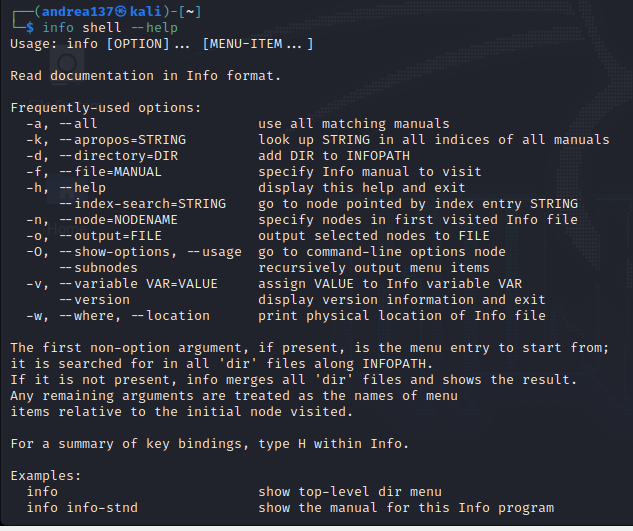 ┌──(andrea137㉿kali)-[~]
└─$ info shell --help
Usage: info [OPTION]... [MENU-ITEM...]

Read documentation in Info format.

Frequently-used options:
  -a, --all                    use all matching manuals
  -k, --apropos=STRING         look up STRING in all indices of all manuals
  -d, --directory=DIR          add DIR to INFOPATH
  -f, --file=MANUAL            specify Info manual to visit
  -h, --help                   display this help and exit
      --index-search=STRING    go to node pointed by index entry STRING
  -n, --node=NODENAME          specify nodes in first visited Info file
  -o, --output=FILE            output selected nodes to FILE
  -O, --show-options, --usage  go to command-line options node
      --subnodes               recursively output menu items
  -v, --variable VAR=VALUE     assign VALUE to Info variable VAR
      --version                display version information and exit
  -w, --where, --location      print physical location of Info file

The first non-option argument, if present, is the menu entry to start from;
it is searched for in all 'dir' files along INFOPATH.
If it is not present, info merges all 'dir' files and shows the result.
Any remaining arguments are treated as the names of menu
items relative to the initial node visited.

For a summary of key bindings, type H within Info.

Examples:
  info                         show top-level dir menu
  info info-stnd               show the manual for this Info program